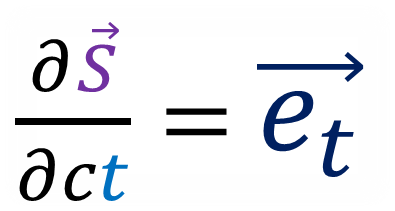 ∂s⃗
∂ct = e⃗ₜ